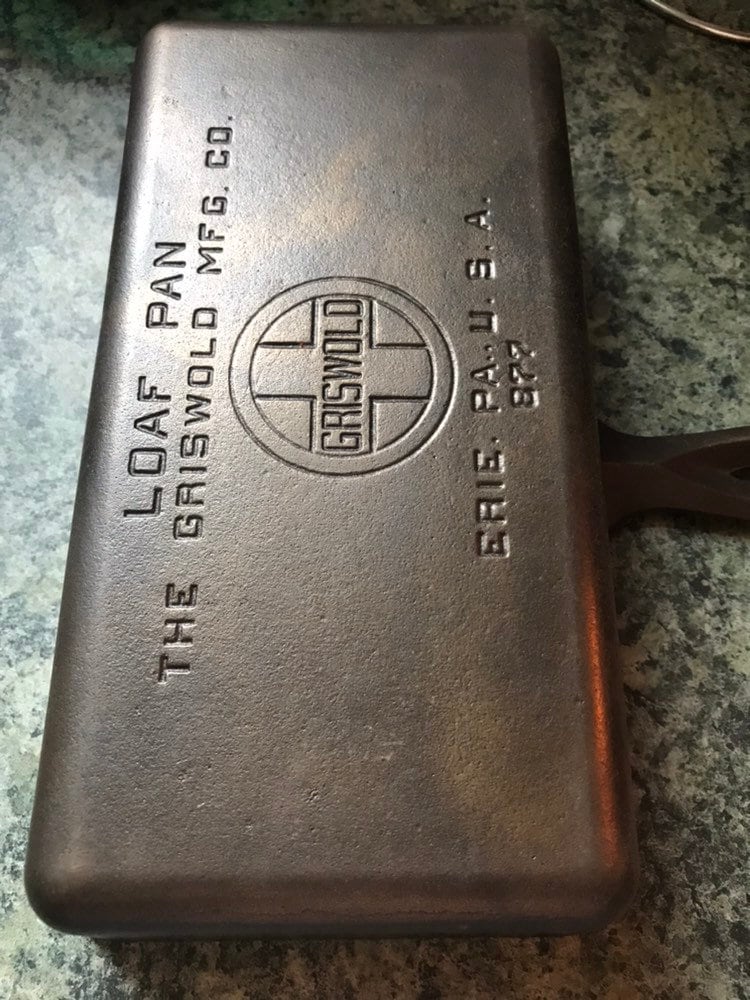 LOAF PAN
THE GRISWOLD MFG. CO.
GRISWOLD
ERIE, PA., U. S. A.
877